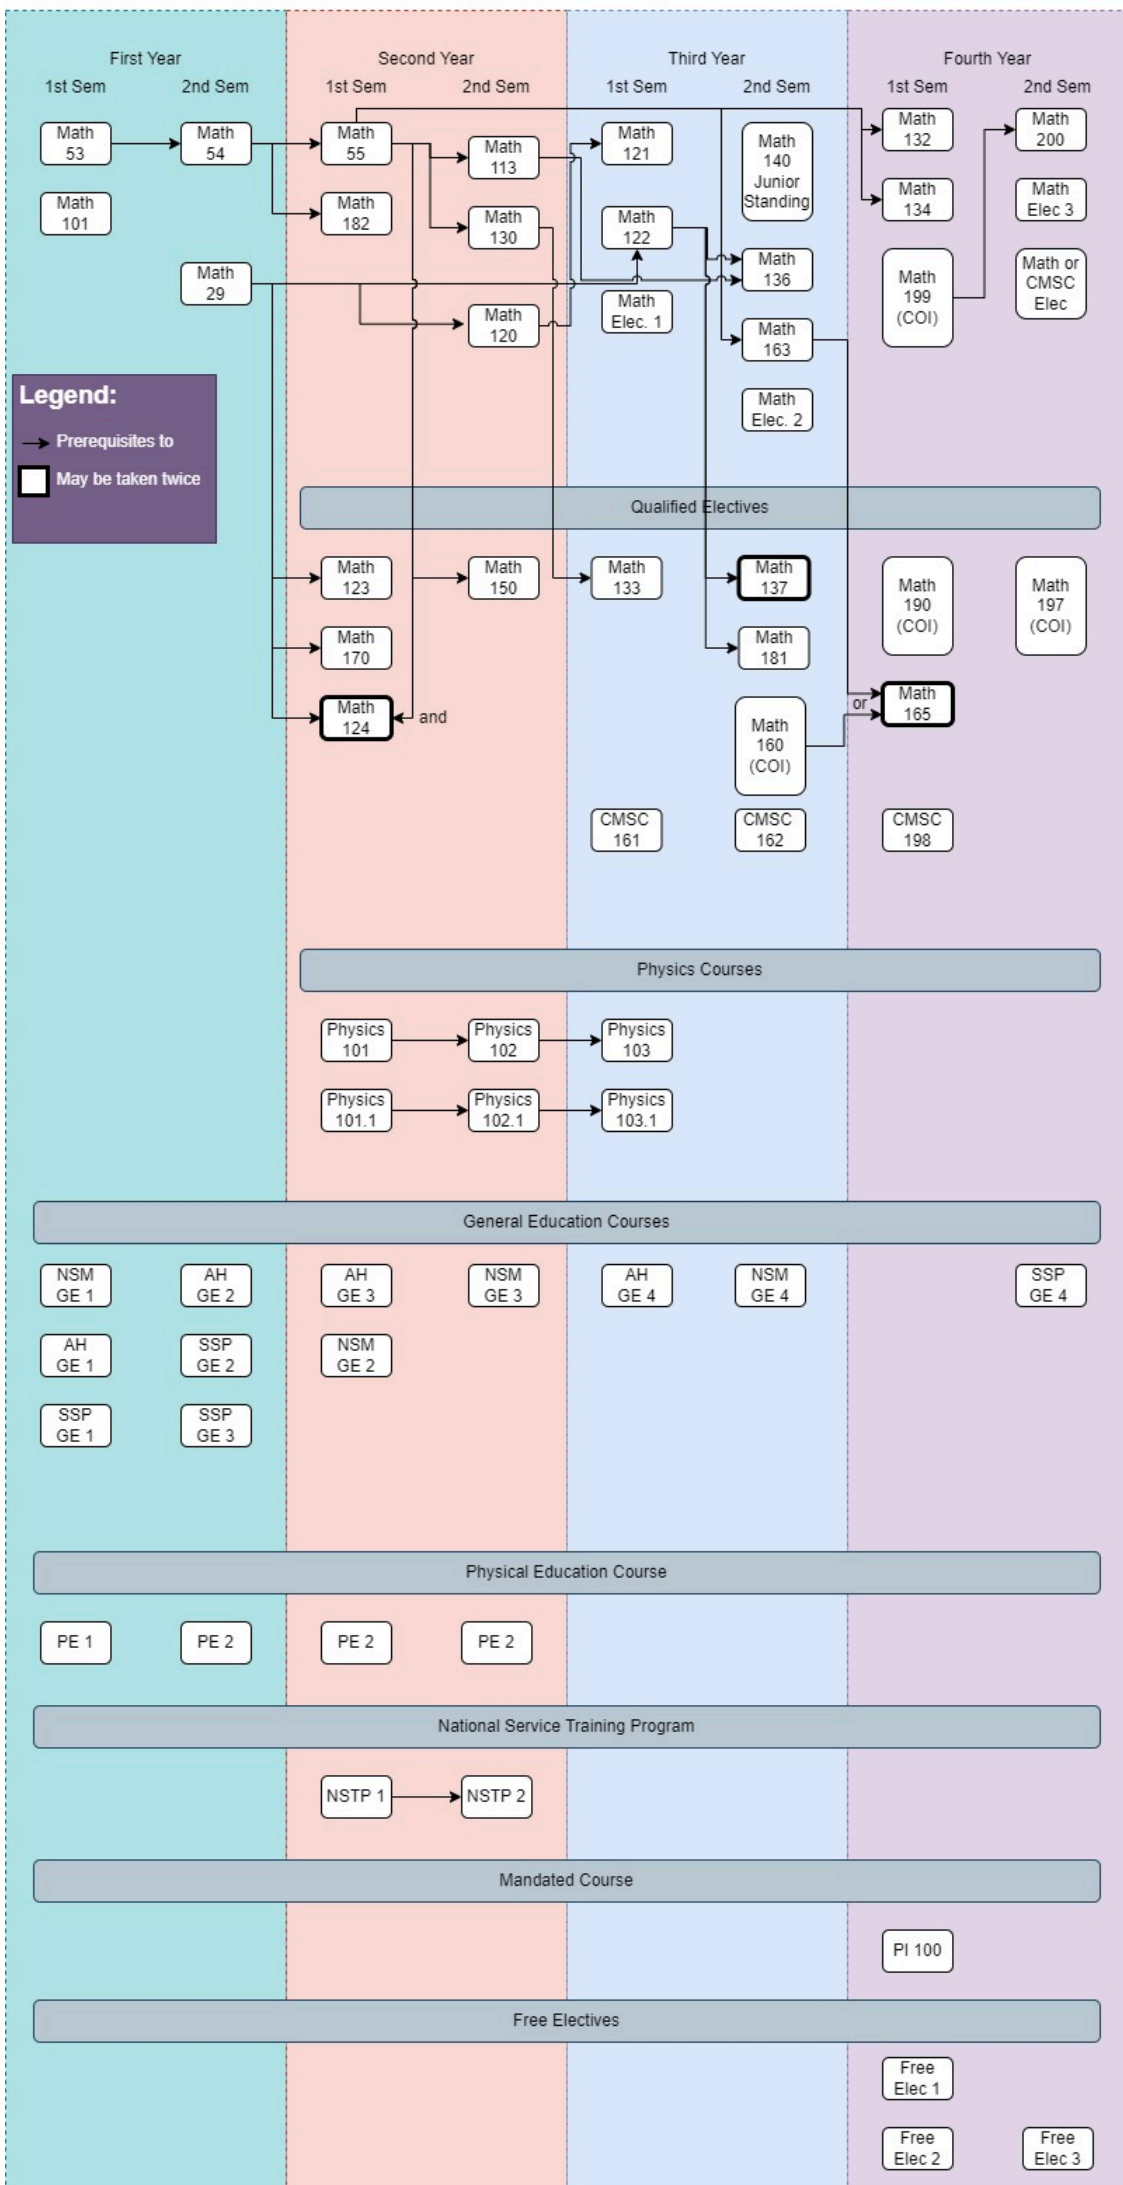 First Year
Second Year
Third Year
Fourth Year
1st Sem
2nd Sem
1st Sem
2nd Sem
1st Sem
2nd Sem
1st Sem
2nd Sem
Math
53
Math
54
Math
55
Math
113
Math
121
Math
140
Junior
Standing
Math
132
Math
200
Math
101
Math
182
Math
130
Math
122
Math
134
Math
Elec 3
Math
29
Math
120
Math
Elec. 1
Math
136
Math
199
(COI)
Math or
CMSC
Elec
Math
163
Math
Elec. 2
Legend:
Prerequisites to
May be taken twice
Qualified Electives
Math
123
Math
150
Math
133
Math
137
Math
190
(COI)
Math
197
(COI)
Math
170
Math
181
Math
124
and
Math
160
(COI)
or
Math
165
CMSC
161
CMSC
162
CMSC
198
Physics Courses
Physics
101
Physics
102
Physics
103
Physics
101.1
Physics
102.1
Physics
103.1
General Education Courses
NSM
GE 1
AH
GE 2
AH
GE 3
NSM
GE 3
AH
GE 4
NSM
GE 4
SSP
GE 4
AH
GE 1
SSP
GE 2
NSM
GE 2
SSP
GE 1
SSP
GE 3
Physical Education Course
PE 1
PE 2
PE 2
PE 2
National Service Training Program
NSTP 1
NSTP 2
Mandated Course
PI 100
Free Electives
Free
Elec 1
Free
Elec 2
Free
Elec 3